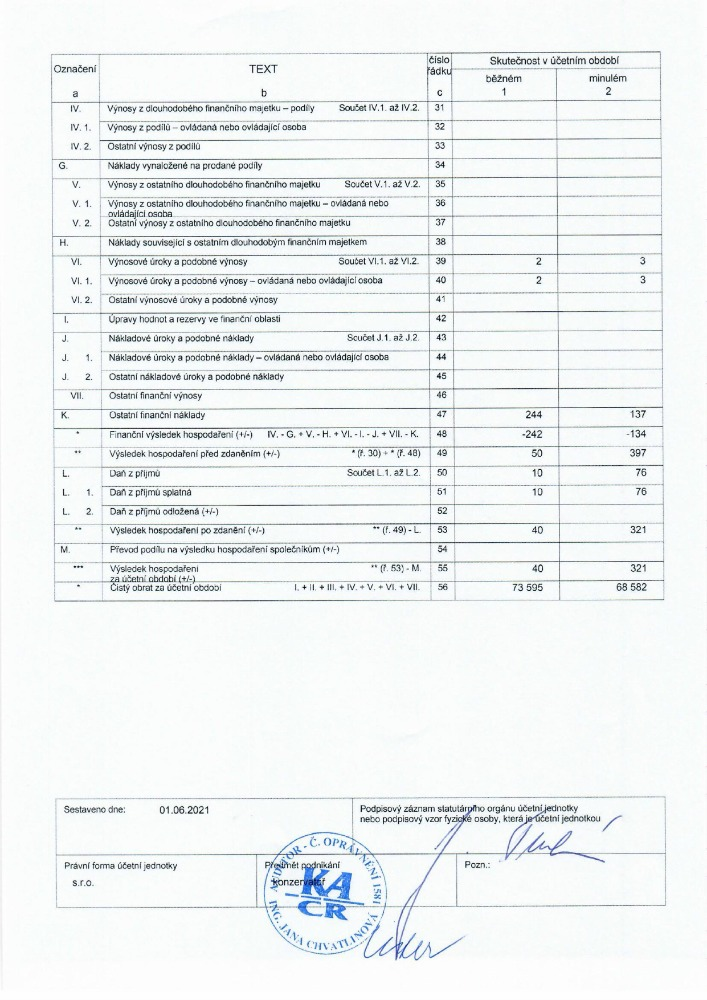 Označení TEXT číslo řádku Skutečnost v účetním období
běžném minulém
a b c 1 2
IV. Výnosy z dlouhodobého finančního majetku – podíly Součet IV.1. až IV.2. 31
IV. 1. Výnosy z podílů – ovládaná nebo ovládající osoba 32
IV. 2. Ostatní výnosy z podílů 33
G. Náklady vynaložené na prodané podíly 34
V. Výnosy z ostatního dlouhodobého finančního majetku Součet V.1. až V.2. 35
V. 1. Výnosy z ostatního dlouhodobého finančního majetku – ovládaná nebo 36
ovládající osoba
V. 2. Ostatní výnosy z ostatního dlouhodobého finančního majetku 37
H. Náklady související s ostatním dlouhodobým finančním majetkem 38
VI. Výnosové úroky a podobné výnosy Součet VI.1. až VI.2. 39 2 3
VI. 1. Výnosové úroky a podobné výnosy – ovládaná nebo ovládající osoba 40 2 3
VI. 2. Ostatní výnosové úroky a podobné výnosy 41
I. Úpravy hodnot a rezervy ve finanční oblasti 42
J. Nákladové úroky a podobné náklady Součet J.1. až J.2. 43
J. 1. Nákladové úroky a podobné náklady – ovládaná nebo ovládající osoba 44
J. 2. Ostatní nákladové úroky a podobné náklady 45
VII. Ostatní finanční výnosy 46
K. Ostatní finanční náklady 47 244 137
* Finanční výsledek hospodaření (+/-) IV. - G. + V. - H. + VI. - I. - J. + VII. - K. 48 -242 -134
** Výsledek hospodaření před zdaněním (+/-) * (ř. 30) + * (ř. 48) 49 50 397
L. Daň z příjmů Součet L.1. až L.2. 50 10 76
L. 1. Daň z příjmů splatná 51 10 76
L. 2. Daň z příjmů odložená (+/-) 52
** Výsledek hospodaření po zdanění (+/-) ** (ř. 49) - L. 53 40 321
M. Převod podílu na výsledku hospodaření společníkům (+/-) 54
*** Výsledek hospodaření ** (ř. 53) - M. 55 40 321
za účetní období (+/-)
* Čistý obrat za účetní období I. + II. + III. + IV. + V. + VI. + VII. 56 73 595 68 582
Sestaveno dne: 01.06.2021 Podpisový záznam statutárního orgánu účetní jednotky
nebo podpisový vzor fyzické osoby, která je účetní jednotkou
Právní forma účetní jednotky Předmět podnikání Pozn.:
s.r.o. konzervatoř
AUDITOR - Č. OPRÁVNĚNÍ 1581
KA
CR
ING. JANA CHVATLINOVÁ